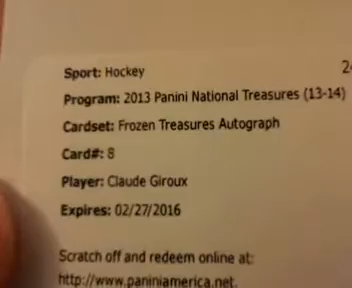 Sport: Hockey
Program: 2013 Panini National Treasures (13-14)
Cardset: Frozen Treasures Autograph
Card#: 8
Player: Claude Giroux
Expires: 02/27/2016
Scratch off and redeem online at:
http://www.paniniamerica.net.